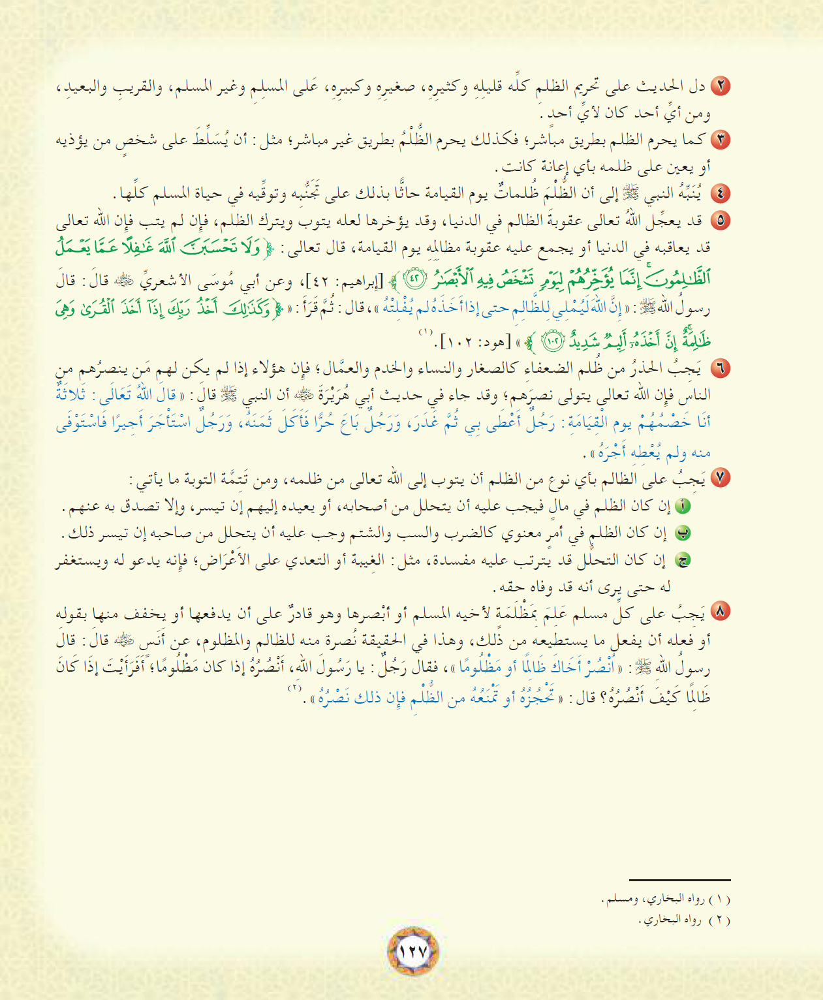 ٢ دل الحديث على تحريم الظلمِ كلِّه قليلِهِ وكثيرِهِ، صغيرِهِ وكبيرِهِ، عَلى المسلِمِ وغير المسلم، والقريبِ والبعيدِ،
ومن أيِّ أحد كان لأيِّ أحدٍ.
٣ كما يحرم الظلم بطريق مباشر؛ فكذلك يحرم الظُّلْمُ بطريق غير مباشر؛ مثل: أن يُسَلِّطَ على شخصٍ من يؤذيه
أو يعين على ظلمه بأي إعانة كانت.
٤ يُنَبِّهُ النبي ﷺ إلى أن الظُّلْمَ ظُلماتٌ يوم القيامة حاثًّا بذلك على تَجَنُّبه وتوقِّيه في حياة المسلم كلِّها.
٥ قد يعجِّل اللهُ تعالى عقوبةَ الظالم في الدنيا، وقد يؤخرها لعله يتوب ويترك الظلم، فإن لم يتب فإن الله تعالى
قد يعاقبه في الدنيا أو يجمع عليه عقوبة مظالِمِهِ يوم القيامة، قال تعالى: ﴿ وَلَا تَحْسَبَنَّ ٱللَّهَ غَٰفِلًا عَمَّا يَعْمَلُ
ٱلظَّٰلِمُونَۚ إِنَّمَا يُؤَخِّرُهُمْ لِيَوْمٍ تَشْخَصُ فِيهِ ٱلْأَبْصَٰرُ ٤٢ ﴾ [إبراهيم: ٤٢]، وعن أبي مُوسَى الأشعريِّ رضي الله عنه قالَ: قالَ
رسولُ الله ﷺ: «إنَّ اللهَ لَيُمْلِي لِلظَّالِمِ حتى إذا أَخَذَهُ لم يُفْلِتْهُ»، قال: ثُمَّ قَرَأَ: «﴿ وَكَذَٰلِكَ أَخْذُ رَبِّكَ إِذَآ أَخَذَ ٱلْقُرَىٰ وَهِىَ
ظَٰلِمَةٌۚ إِنَّ أَخْذَهُۥٓ أَلِيمٌ شَدِيدٌ ١٠٢ ﴾» [هود: ١٠٢].(١)
٦ يَجِبُ الحذرُ من ظُلم الضعفاءِ كالصغار والنساء والخدم والعمَّال؛ فإن هؤلاء إذا لم يكن لهم مَن ينصرُهم من
الناس فإن الله تعالى يتولى نصرَهم؛ وقد جاء في حديث أبي هُرَيْرَةَ رضي الله عنه أن النبي ﷺ قالَ: «قالَ اللهُ تَعَالَى: ثَلاثَةٌ
أنَا خَصْمُهُمْ يوم الْقِيَامَةِ: رَجُلٌ أَعْطَى بِي ثُمَّ غَدَرَ، وَرَجُلٌ بَاعَ حُرًّا فَأَكَلَ ثَمَنَهُ، وَرَجُلٌ اسْتَأْجَرَ أَجِيرًا فَاسْتَوْفَى
منه ولم يُعْطِهِ أَجْرَهُ».
٧ يَجِبُ على الظالم بأي نوع من الظلم أن يتوب إلى الله تعالى من ظلمه، ومن تَتِمَّة التوبة ما يأتي:
أ إن كان الظلم في مالٍ فيجب عليه أن يتحلل من أصحابه، أو يعيده إليهم إن تيسر، وإلا تصدق به عنهم.
ب إن كان الظلم في أمرٍ معنوي كالضرب والسب والشتم وجب عليه أن يتحلل من صاحبه إن تيسر ذلك.
ج إن كان التحلُّل قد يترتب عليه مفسدة، مثل: الغِيبة أو التعدي على الأعْرَاض؛ فإنه يدعو له ويستغفر
له حتى يرى أنه قد وفاه حقه.
٨ يَجِبُ على كلِّ مسلم عَلِمَ بِمَظْلَمَةٍ لأخيه المسلم أو أبْصرها وهو قادرٌ على أن يدفعها أو يخفف منها بقوله
أو فعله أن يفعل ما يستطيعه من ذلك، وهذا في الحقيقة نُصرة منه للظالم والمظلوم، عن أَنَسٍ رضي الله عنه قال: قالَ
رسولُ اللهِ ﷺ: «اُنْصُرْ أَخَاكَ ظَالِمًا أو مَظْلُومًا»، فقال رَجُلٌ: يا رَسُولَ اللهِ، أَنْصُرُهُ إذا كان مَظْلُومًا؛ أَفَرَأَيْتَ إذَا كَانَ
ظَالِمًا كَيْفَ أَنْصُرُهُ؟ قال: «تَحْجُزُهُ أو تَمْنَعُهُ من الظُّلْمِ فإن ذلك نَصْرُهُ».(٢)
(١) رواه البخاري، ومسلم.
(٢) رواه البخاري.
١٢٧